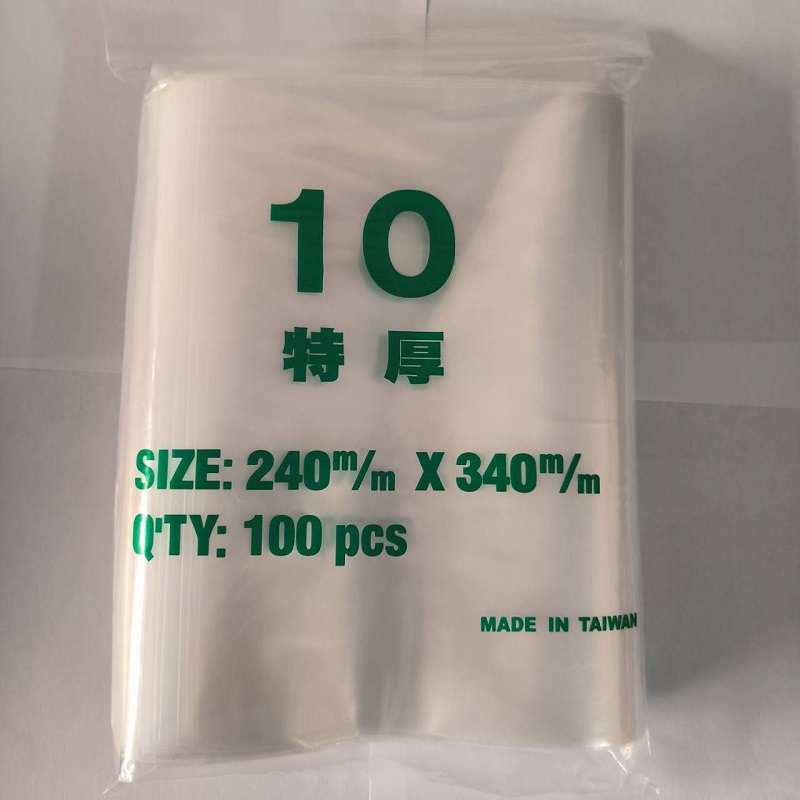 10
特厚
SIZE: 240m/m X 340m/m
Q'TY: 100 pcs
MADE IN TAIWAN